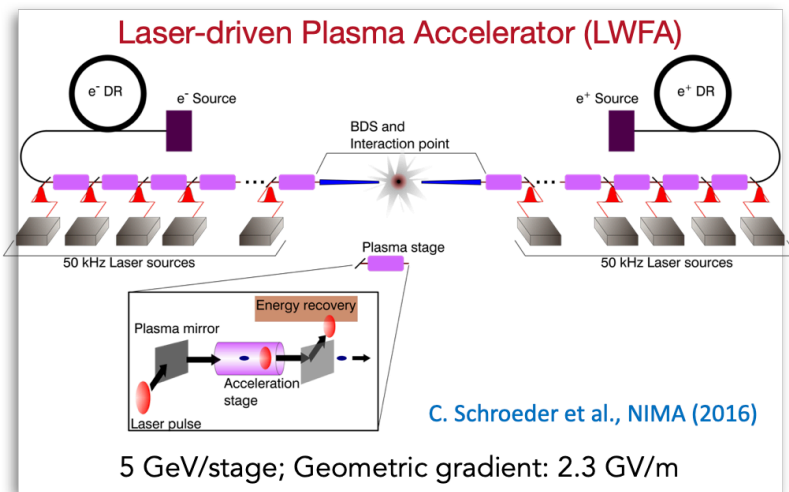 Laser-driven Plasma Accelerator (LWFA)
e⁻ DR
e⁻ Source
e⁺ Source
e⁺ DR
BDS and
Interaction point
50 kHz Laser sources
Plasma stage
50 kHz Laser sources
Energy recovery
Plasma mirror
Acceleration
stage
Laser pulse
C. Schroeder et al., NIMA (2016)
5 GeV/stage; Geometric gradient: 2.3 GV/m